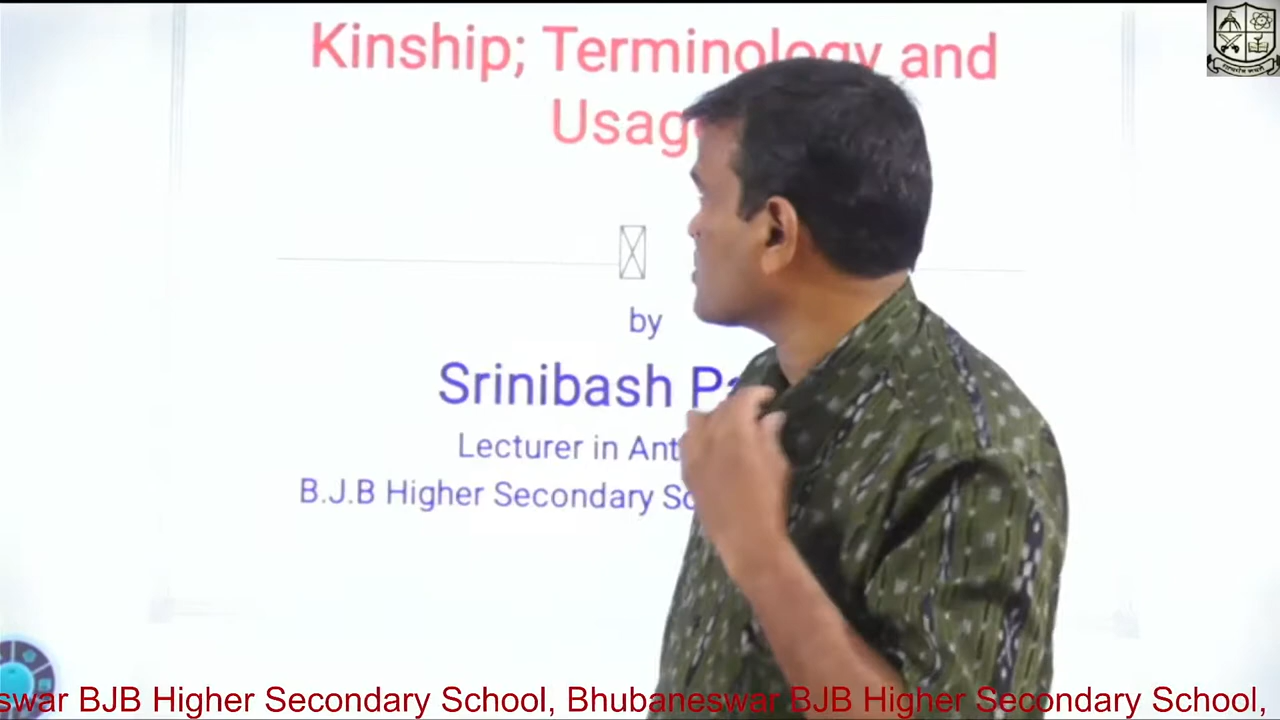 Kinship; Terminology and
Usag
by
Srinibash Pa
Lecturer in Ant
B.J.B Higher Secondary Sc
swar BJB Higher Secondary School, Bhubaneswar BJB Higher Secondary School,